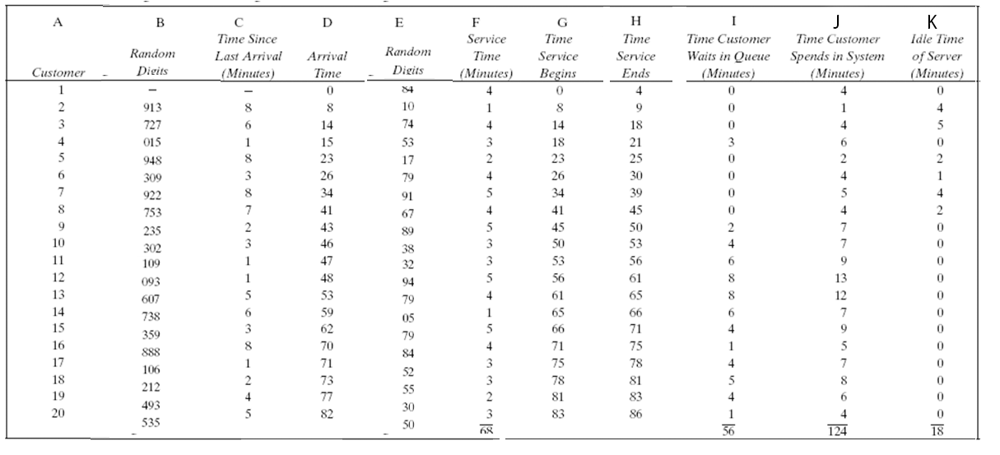 A B C D E F G H I J K
Time Since Service Time Time Time Customer Time Customer Idle Time
Random Last Arrival Arrival Random Time Service Service Waits in Queue Spends in System of Server
Customer Digits (Minutes) Time Digits (Minutes) Begins Ends (Minutes) (Minutes) (Minutes)
1 – – 0 84 4 0 4 0 4 0
2 913 8 8 10 1 8 9 0 1 4
3 727 6 14 74 4 14 18 0 4 5
4 015 1 15 53 3 18 21 3 6 0
5 948 8 23 17 2 23 25 0 2 2
6 309 3 26 79 4 26 30 0 4 1
7 922 8 34 91 5 34 39 0 5 4
8 753 7 41 67 4 41 45 0 4 2
9 235 2 43 89 5 45 50 2 7 0
10 302 3 46 38 3 50 53 4 7 0
11 109 1 47 32 3 53 56 6 9 0
12 093 1 48 94 5 56 61 8 13 0
13 607 5 53 79 4 61 65 8 12 0
14 738 6 59 05 1 65 66 6 7 0
15 359 3 62 79 5 66 71 4 9 0
16 888 8 70 84 4 71 75 1 5 0
17 106 1 71 52 3 75 78 4 7 0
18 212 2 73 55 3 78 81 5 8 0
19 493 4 77 30 2 81 83 4 6 0
20 535 5 82 50 3 83 86 1 4 0
68 56 124 18